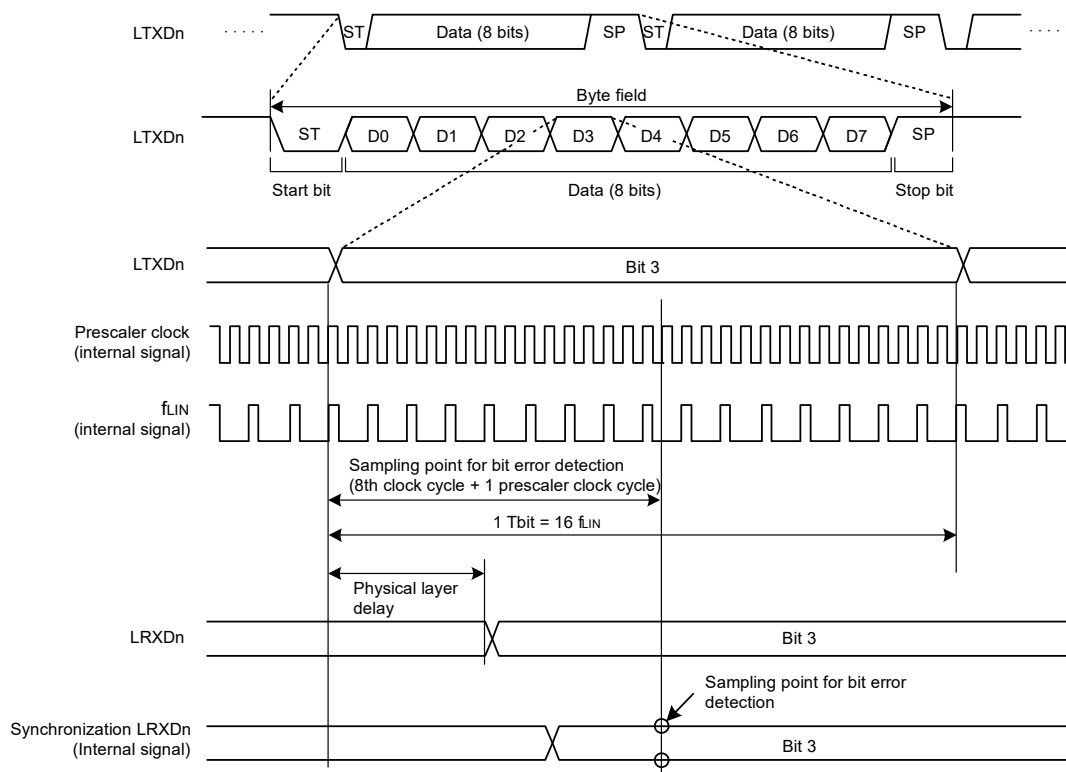 LTXDn ····· ST Data (8 bits) SP ST Data (8 bits) SP ····
Byte field
LTXDn ST D0 D1 D2 D3 D4 D5 D6 D7 SP
Start bit Data (8 bits) Stop bit
LTXDn Bit 3
Prescaler clock
(internal signal)
fLIN
(internal signal)
Sampling point for bit error detection
(8th clock cycle + 1 prescaler clock cycle)
1 Tbit = 16 fLIN
Physical layer
delay
LRXDn Bit 3
Sampling point for bit error
detection
Synchronization LRXDn
(Internal signal)
Bit 3